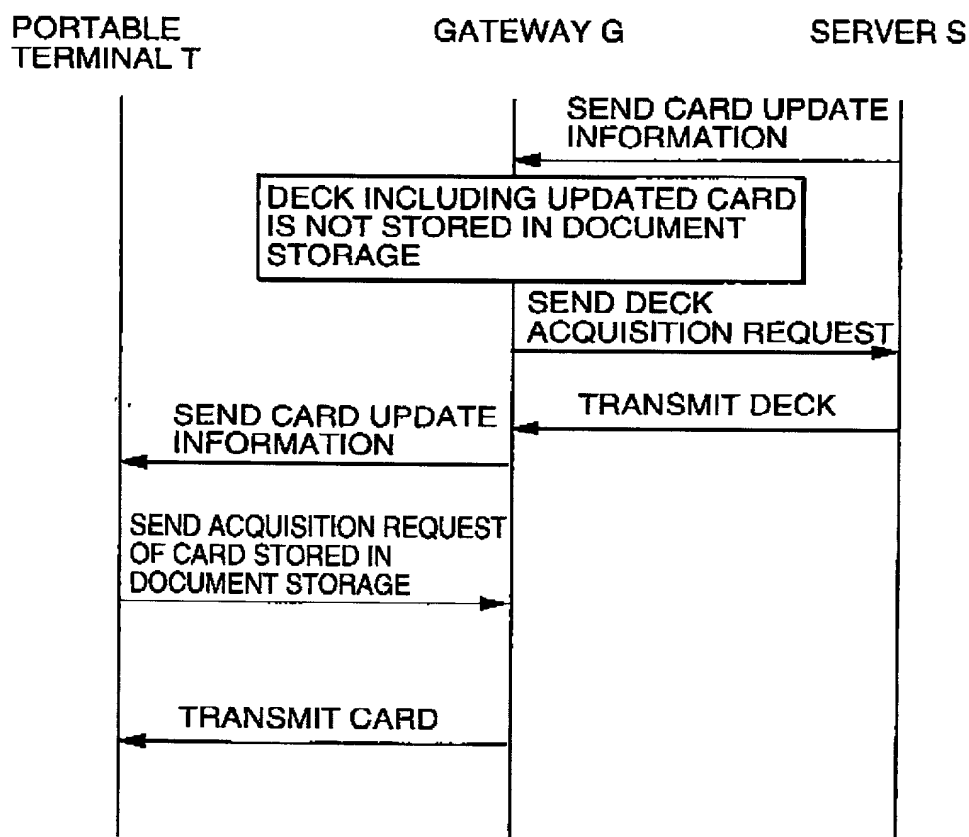 PORTABLE
TERMINAL T
GATEWAY G
SERVER S
SEND CARD UPDATE
INFORMATION
DECK INCLUDING UPDATED CARD
IS NOT STORED IN DOCUMENT
STORAGE
SEND DECK
ACQUISITION REQUEST
TRANSMIT DECK
SEND CARD UPDATE
INFORMATION
SEND ACQUISITION REQUEST
OF CARD STORED IN
DOCUMENT STORAGE
TRANSMIT CARD